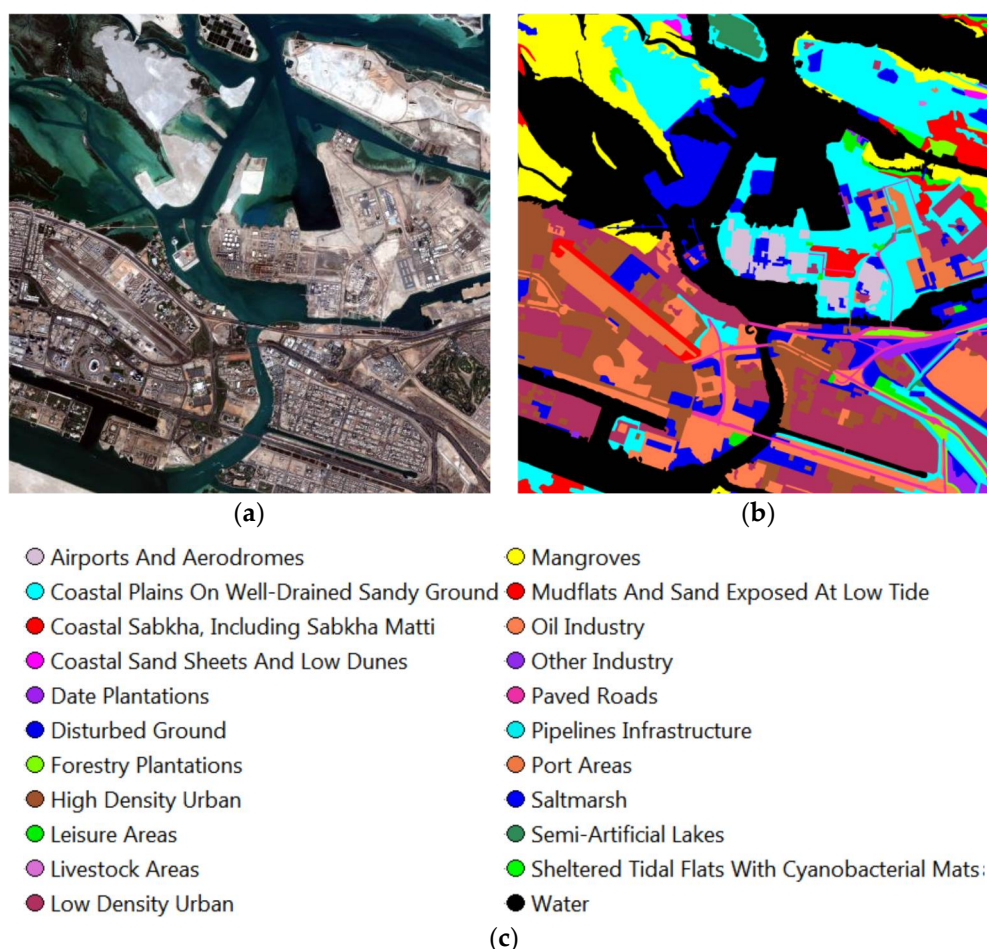 (a) (b)
Airports And Aerodromes Mangroves
Coastal Plains On Well-Drained Sandy Ground Mudflats And Sand Exposed At Low Tide
Coastal Sabkha, Including Sabkha Matti Oil Industry
Coastal Sand Sheets And Low Dunes Other Industry
Date Plantations Paved Roads
Disturbed Ground Pipelines Infrastructure
Forestry Plantations Port Areas
High Density Urban Saltmarsh
Leisure Areas Semi-Artificial Lakes
Livestock Areas Sheltered Tidal Flats With Cyanobacterial Mats
Low Density Urban Water
(c)